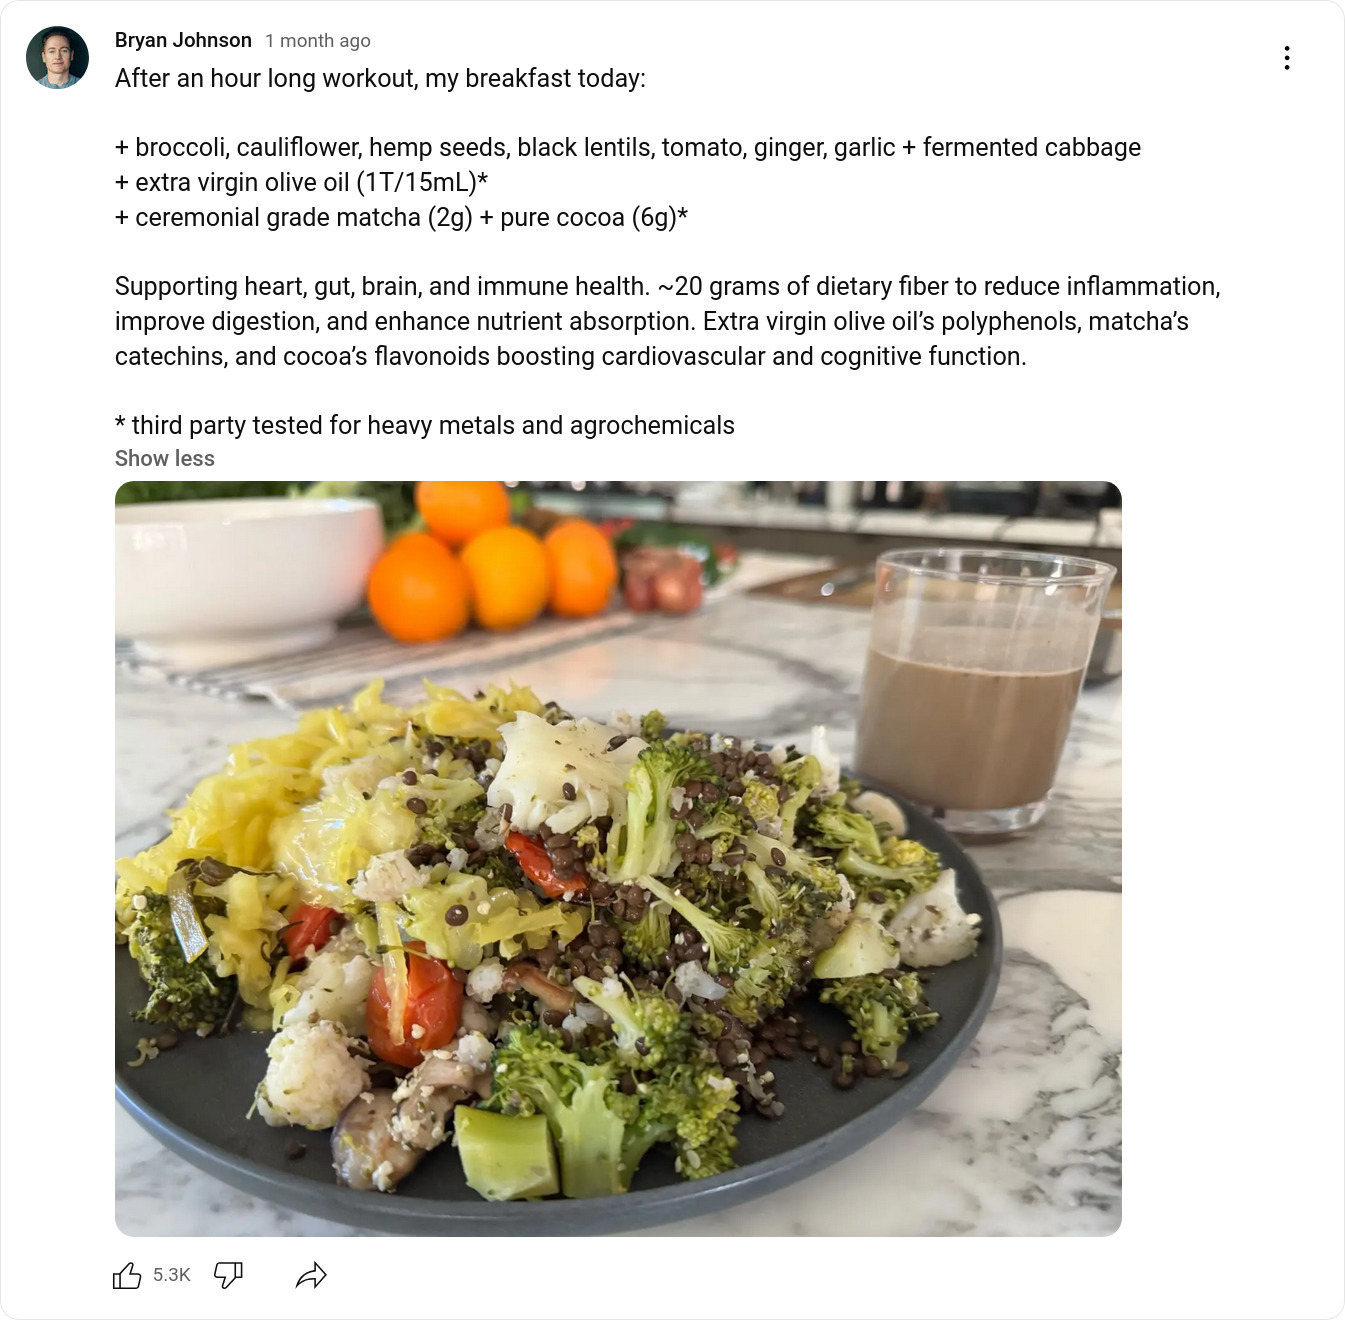 Bryan Johnson 1 month ago
After an hour long workout, my breakfast today:
+ broccoli, cauliflower, hemp seeds, black lentils, tomato, ginger, garlic + fermented cabbage
+ extra virgin olive oil (1T/15mL)*
+ ceremonial grade matcha (2g) + pure cocoa (6g)*
Supporting heart, gut, brain, and immune health. ~20 grams of dietary fiber to reduce inflammation,
improve digestion, and enhance nutrient absorption. Extra virgin olive oil’s polyphenols, matcha’s
catechins, and cocoa’s flavonoids boosting cardiovascular and cognitive function.
* third party tested for heavy metals and agrochemicals
Show less
5.3K